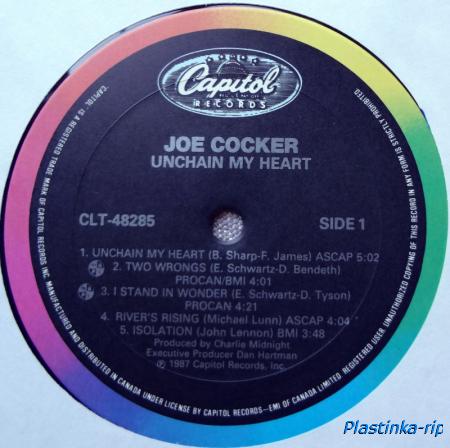 Capitol
RECORDS
JOE COCKER
UNCHAIN MY HEART
CLT-48285 SIDE 1
1. UNCHAIN MY HEART (B. Sharp-F. James) ASCAP 5:02
2. TWO WRONGS (E. Schwartz-D. Bendeth)
PROCAN/BMI 4:01
3. I STAND IN WONDER (E. Schwartz-D. Tyson)
PROCAN 4:21
4. RIVER'S RISING (Michael Lunn) ASCAP 4:04
5. ISOLATION (John Lennon) BMI 3:48
Produced by Charlie Midnight
Executive Producer Dan Hartman
℗ 1987 Capitol Records, Inc.
CAPITOL IS A REGISTERED TRADE MARK OF CAPITOL RECORDS INC. MANUFACTURED AND DISTRIBUTED IN CANADA UNDER LICENSE BY CAPITOL RECORDS-EMI OF CANADA LIMITED, REGISTERED USER. UNAUTHORIZED COPYING OF THIS RECORD IN ANY FORM IS STRICTLY PROHIBITED
Plastinka-rip